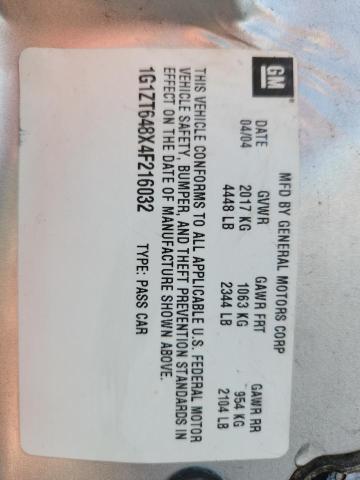 GM
MFD BY GENERAL MOTORS CORP
DATE GVWR GAWR FRT GAWR RR
04/04 2017 KG 1063 KG 954 KG
4448 LB 2344 LB 2104 LB
THIS VEHICLE CONFORMS TO ALL APPLICABLE U.S. FEDERAL MOTOR
VEHICLE SAFETY, BUMPER, AND THEFT PREVENTION STANDARDS IN
EFFECT ON THE DATE OF MANUFACTURE SHOWN ABOVE.
1G1ZT648X4F216032 TYPE: PASS CAR